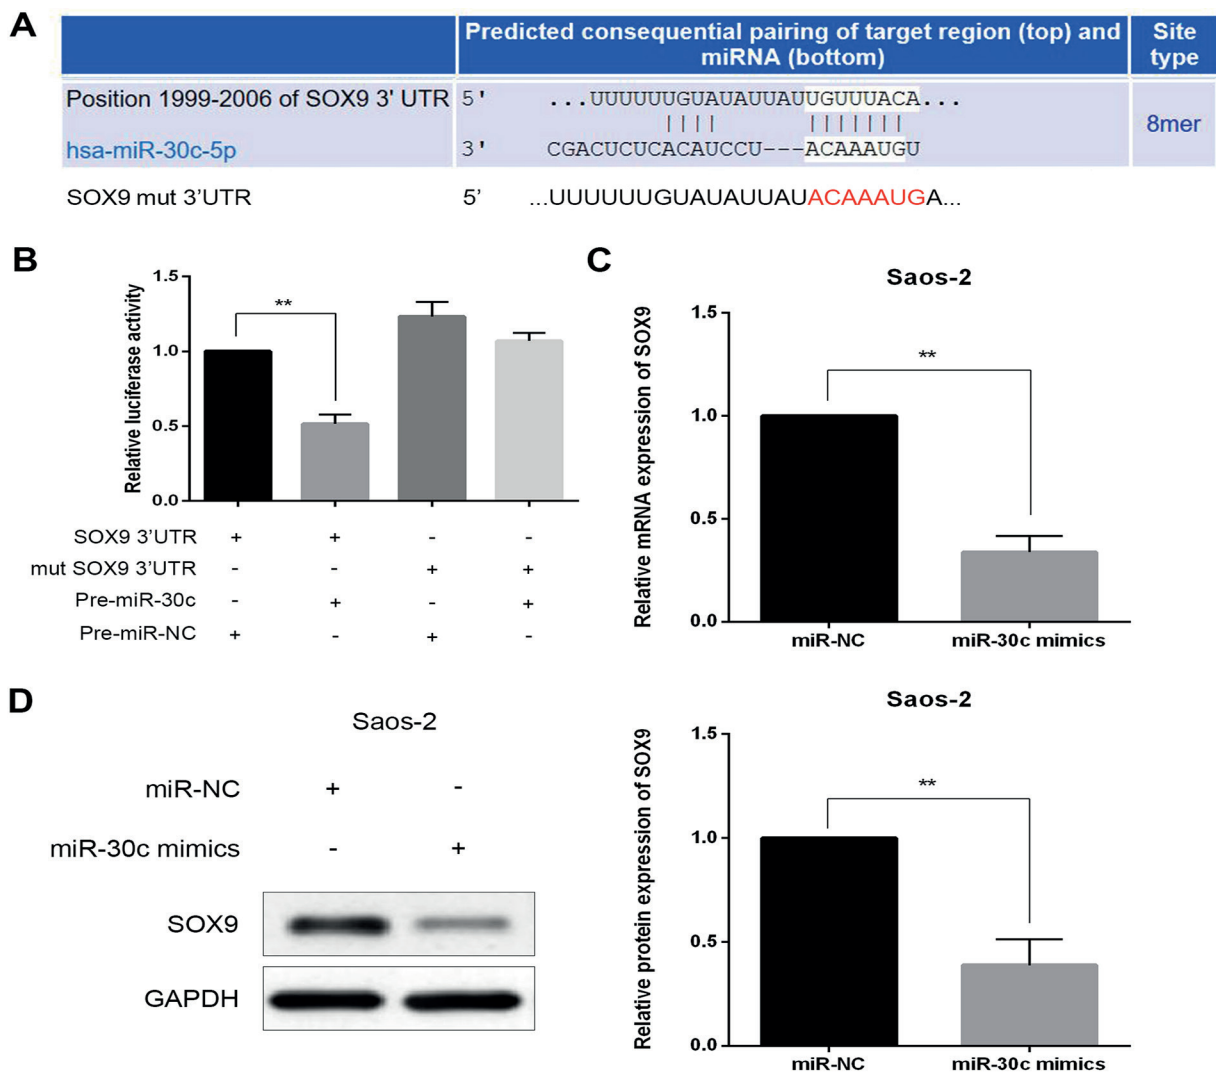 A
Predicted consequential pairing of target region (top) and miRNA (bottom)
Site type
Position 1999-2006 of SOX9 3' UTR 5' ...UUUUUUGUAUAUUAUUGUUUACA...
8mer
hsa-miR-30c-5p 3' CGACUCUCACAUCCU---ACAAAUGU
SOX9 mut 3’UTR 5’ ...UUUUUUGUAUAUUAUACAAAUGA...
B
Relative luciferase activity
1.5
1.0
0.5
0.0
**
SOX9 3’UTR + + - -
mut SOX9 3’UTR - - + +
Pre-miR-30c - + - +
Pre-miR-NC + - + -
C
Saos-2
Relative mRNA expression of SOX9
1.5
1.0
0.5
0.0
**
miR-NC miR-30c mimics
D
Saos-2
miR-NC + -
miR-30c mimics - +
SOX9
GAPDH
Saos-2
Relative protein expression of SOX9
1.5
1.0
0.5
0.0
**
miR-NC miR-30c mimics